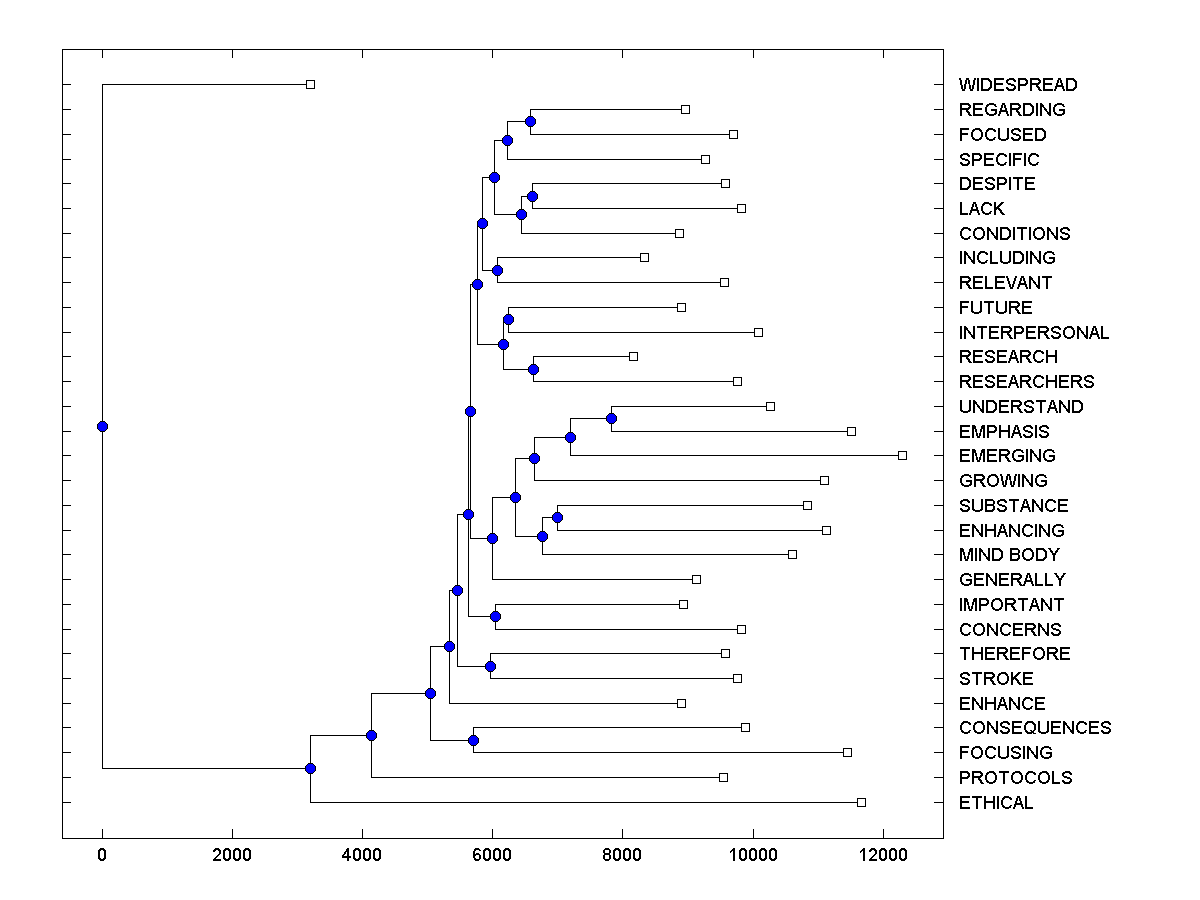 WIDESPREAD
REGARDING
FOCUSED
SPECIFIC
DESPITE
LACK
CONDITIONS
INCLUDING
RELEVANT
FUTURE
INTERPERSONAL
RESEARCH
RESEARCHERS
UNDERSTAND
EMPHASIS
EMERGING
GROWING
SUBSTANCE
ENHANCING
MIND BODY
GENERALLY
IMPORTANT
CONCERNS
THEREFORE
STROKE
ENHANCE
CONSEQUENCES
FOCUSING
PROTOCOLS
ETHICAL
0 2000 4000 6000 8000 10000 12000